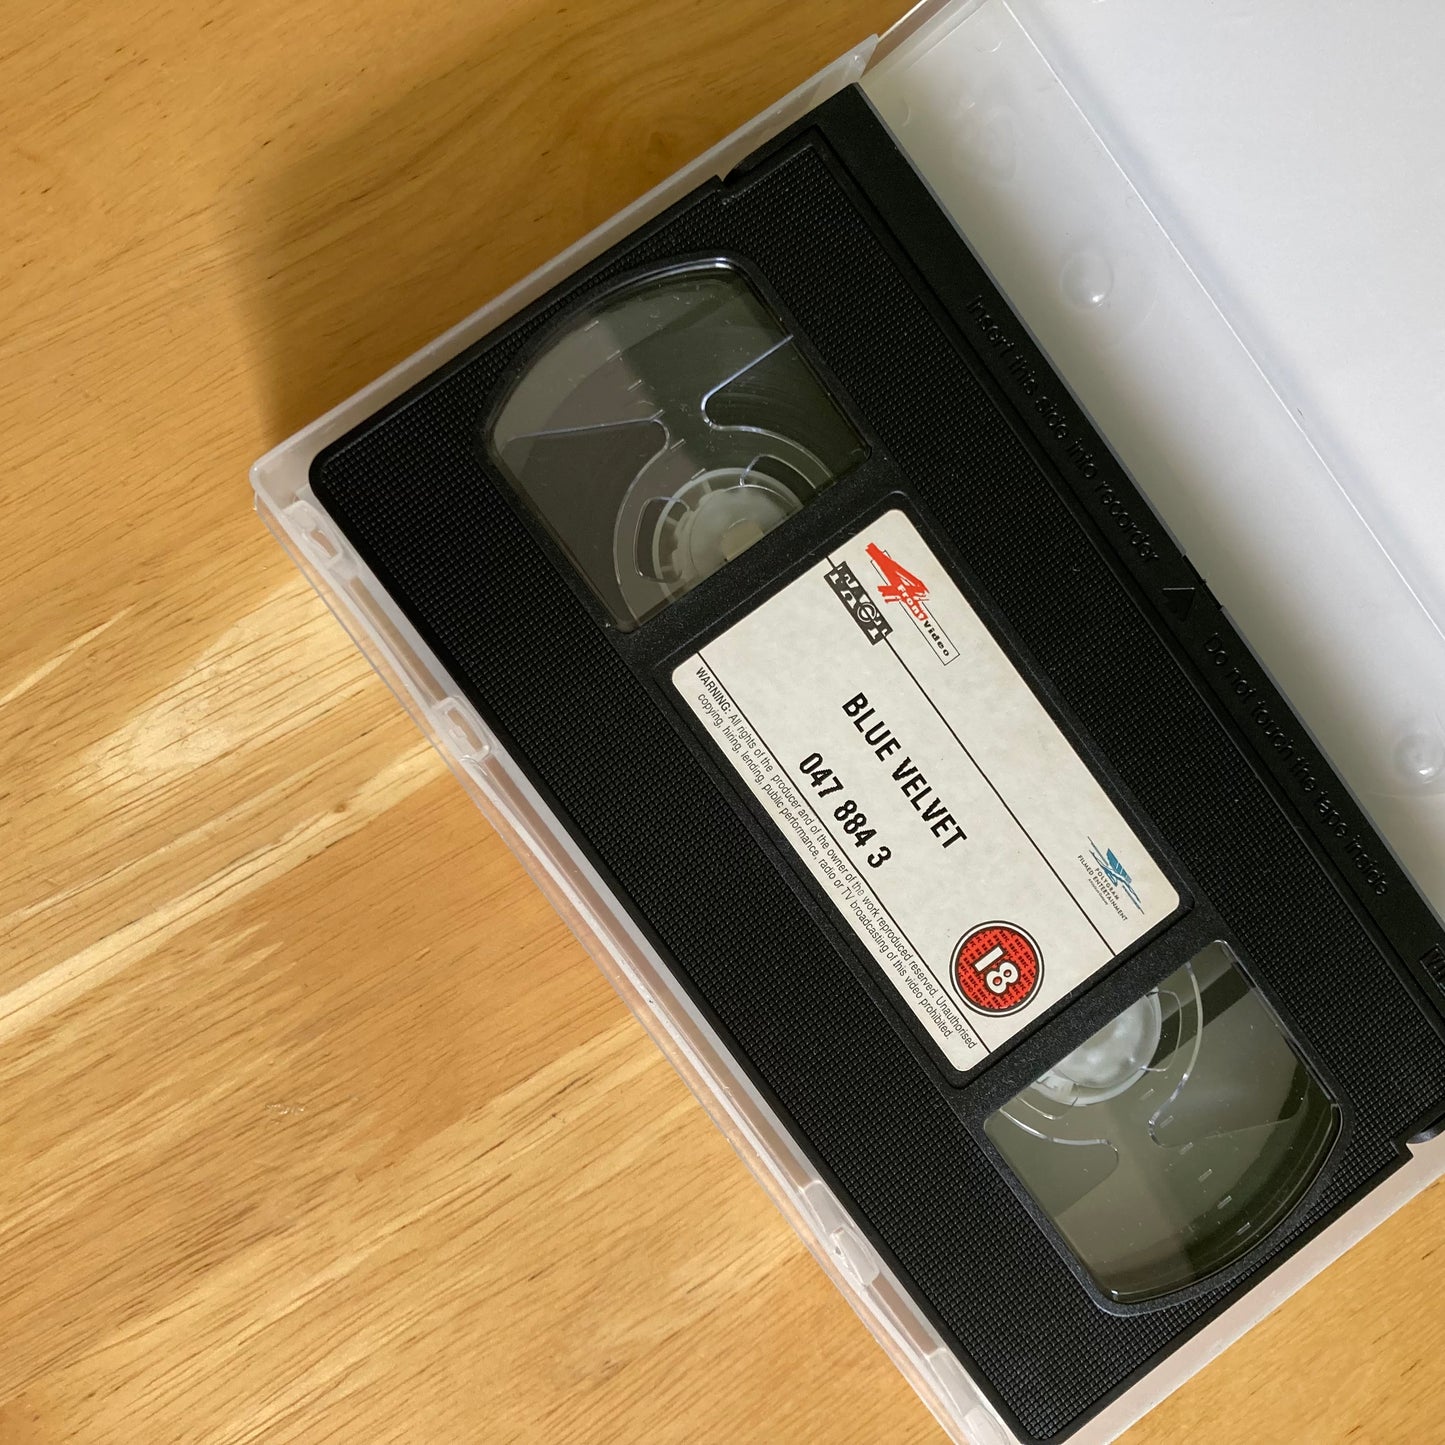 Insert this side into recorder
Do not touch the tape inside
4
Front
video
FACT
BLUE VELVET
047 884 3
POLYGRAM
FILMED ENTERTAINMENT
18
WARNING: All rights of the producer and of the owner of the work reproduced reserved. Unauthorised
copying, hiring, lending, public performance, radio or TV broadcasting of this video prohibited.